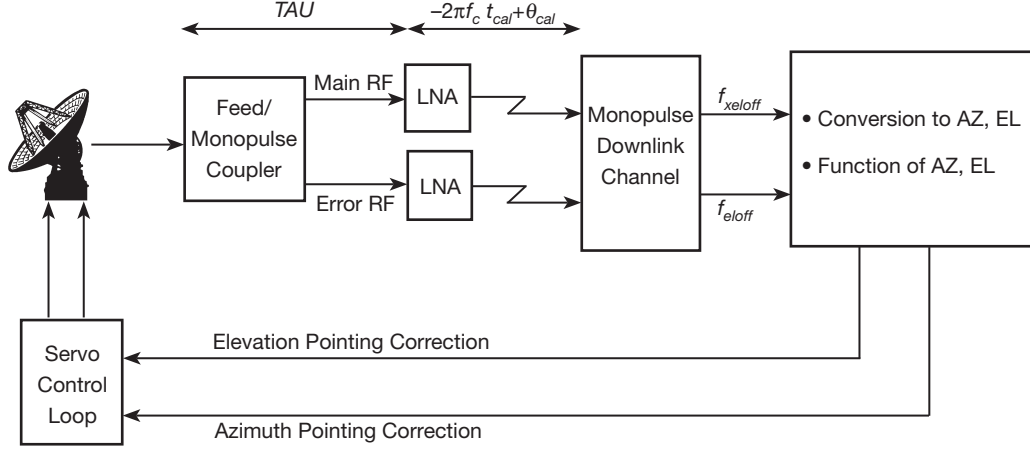 TAU
−2πf_c t_cal+θ_cal
Main RF
LNA
Feed/
Monopulse
Coupler
Error RF
LNA
Monopulse
Downlink
Channel
f_xeloff
f_eloff
• Conversion to AZ, EL
• Function of AZ, EL
Servo
Control
Loop
Elevation Pointing Correction
Azimuth Pointing Correction